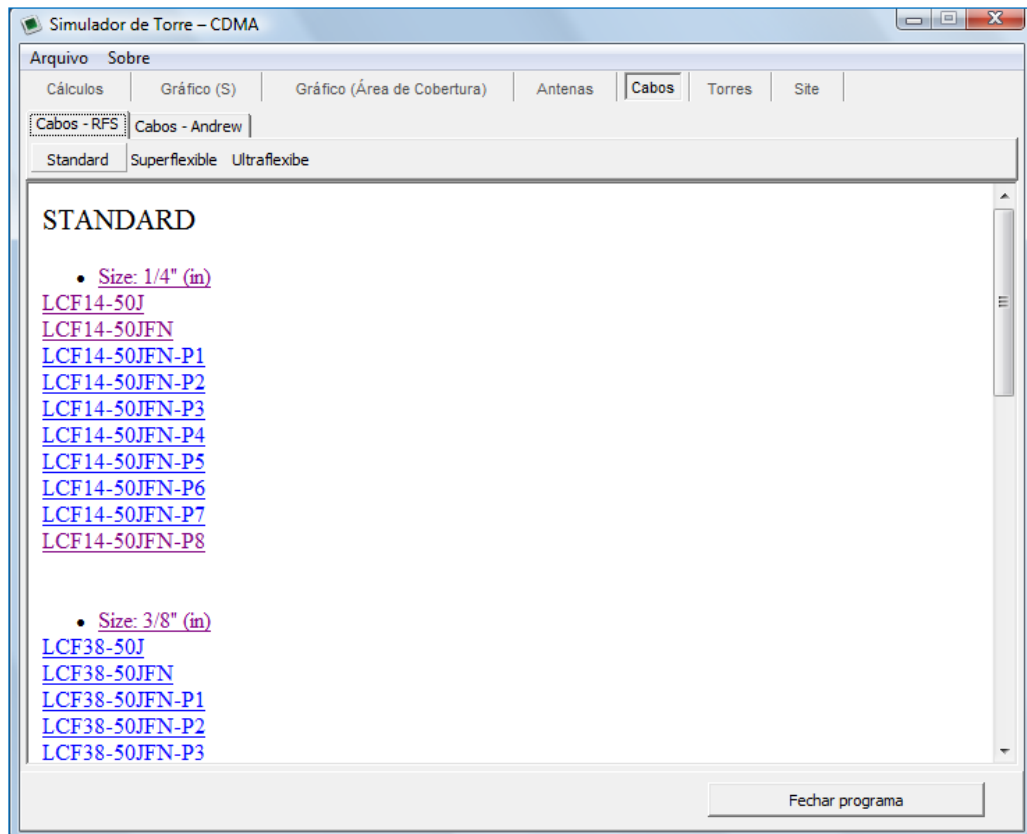 Simulador de Torre – CDMA
Arquivo Sobre
Cálculos Gráfico (S) Gráfico (Área de Cobertura) Antenas Cabos Torres Site
Cabos - RFS Cabos - Andrew
Standard Superflexible Ultraflexibe
STANDARD
• Size: 1/4" (in)
LCF14-50J
LCF14-50JFN
LCF14-50JFN-P1
LCF14-50JFN-P2
LCF14-50JFN-P3
LCF14-50JFN-P4
LCF14-50JFN-P5
LCF14-50JFN-P6
LCF14-50JFN-P7
LCF14-50JFN-P8
• Size: 3/8" (in)
LCF38-50J
LCF38-50JFN
LCF38-50JFN-P1
LCF38-50JFN-P2
LCF38-50JFN-P3
Fechar programa